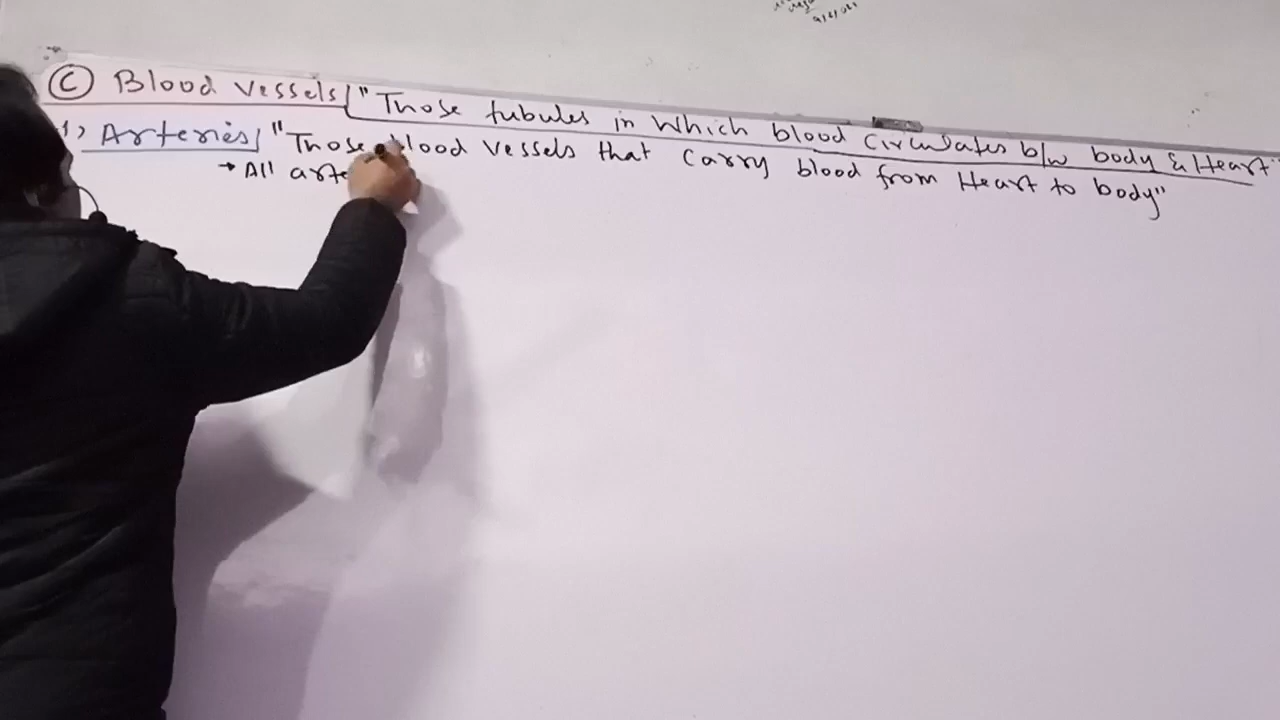 C Blood Vessels "Those tubules in Which blood Circulates b/w body & Heart"
1) Arteries "Those blood Vessels that carry blood from Heart to body"
→ All arte